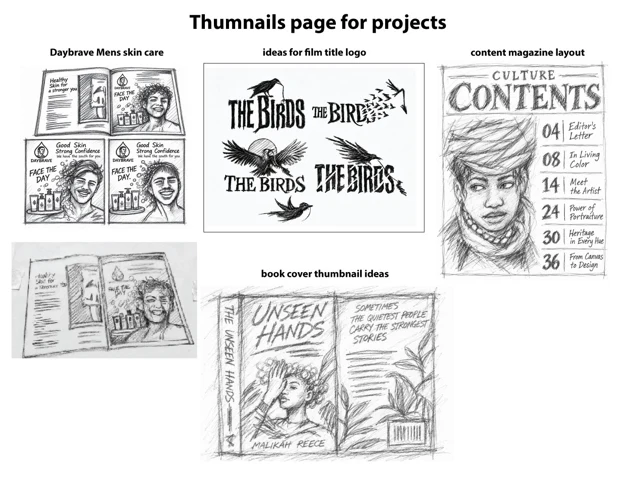 Thumnails page for projects
Daybrave Mens skin care
ideas for film title logo
content magazine layout
Healthy
Skin for
a stronger you
DAYBRAVE
FACE THE
DAY
DAYBRAVE
Good Skin
Strong Confidence
FACE THE
DAY.
DAYBRAVE
Good Skin
Strong Confidence
FACE THE
DAY.
FACE THE
DAY.
THE BIRDS
THE BIRDS
THE BIRDS
THE BIRDS
CULTURE
CONTENTS
04 Editor's
Letter
08 In Living
Color
14 Meet
the Artist
24 Power of
Portraiture
30 Heritage
in Every Hue
36 From Canvas
to Design
book cover thumbnail ideas
THE UNSEEN HANDS
UNSEEN
HANDS
MALIKAH REECE
SOMETIMES
THE QUIETEST PEOPLE
CARRY THE STRONGEST
STORIES